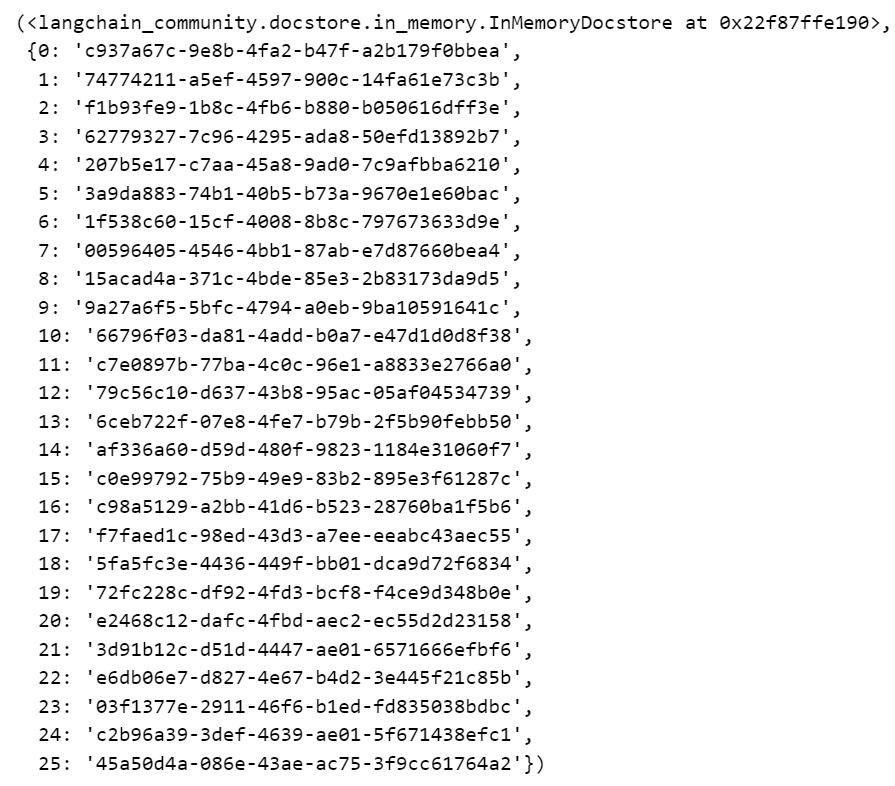 (<langchain_community.docstore.in_memory.InMemoryDocstore at 0x22f87ffe190>,
{0: 'c937a67c-9e8b-4fa2-b47f-a2b179f0bbea',
1: '74774211-a5ef-4597-900c-14fa61e73c3b',
2: 'f1b93fe9-1b8c-4fb6-b880-b050616dff3e',
3: '62779327-7c96-4295-ada8-50efd13892b7',
4: '207b5e17-c7aa-45a8-9ad0-7c9afbba6210',
5: '3a9da883-74b1-40b5-b73a-9670e1e60bac',
6: '1f538c60-15cf-4008-8b8c-797673633d9e',
7: '00596405-4546-4bb1-87ab-e7d87660bea4',
8: '15acad4a-371c-4bde-85e3-2b83173da9d5',
9: '9a27a6f5-5bfc-4794-a0eb-9ba10591641c',
10: '66796f03-da81-4add-b0a7-e47d1d0d8f38',
11: 'c7e0897b-77ba-4c0c-96e1-a8833e2766a0',
12: '79c56c10-d637-43b8-95ac-05af04534739',
13: '6ceb722f-07e8-4fe7-b79b-2f5b90febb50',
14: 'af336a60-d59d-480f-9823-1184e31060f7',
15: 'c0e99792-75b9-49e9-83b2-895e3f61287c',
16: 'c98a5129-a2bb-41d6-b523-28760ba1f5b6',
17: 'f7faed1c-98ed-43d3-a7ee-eeabc43aec55',
18: '5fa5fc3e-4436-449f-bb01-dca9d72f6834',
19: '72fc228c-df92-4fd3-bcf8-f4ce9d348b0e',
20: 'e2468c12-dafc-4fbd-aec2-ec55d2d23158',
21: '3d91b12c-d51d-4447-ae01-6571666efbf6',
22: 'e6db06e7-d827-4e67-b4d2-3e445f21c85b',
23: '03f1377e-2911-46f6-b1ed-fd835038bdbc',
24: 'c2b96a39-3def-4639-ae01-5f671438efc1',
25: '45a50d4a-086e-43ae-ac75-3f9cc61764a2'})